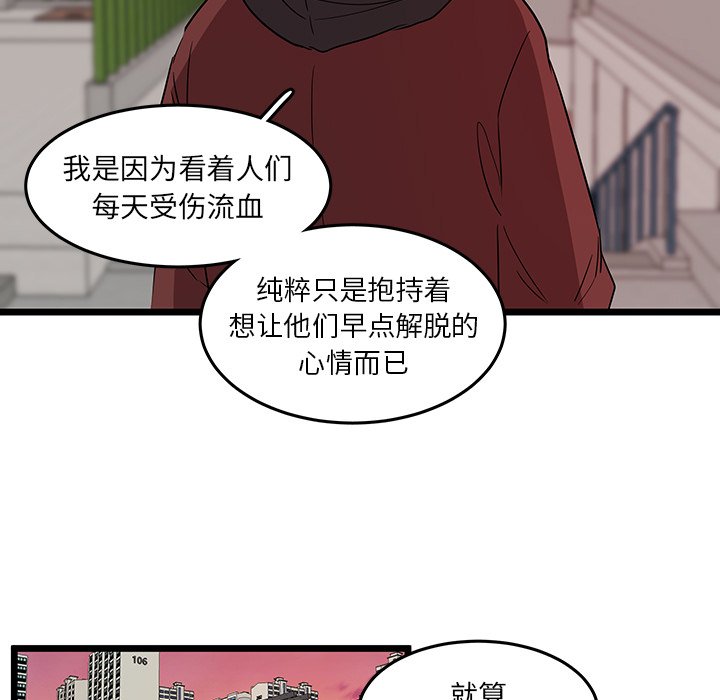 我是因为看着人们
每天受伤流血
纯粹只是抱持着
想让他们早点解脱的
心情而已
106
就算